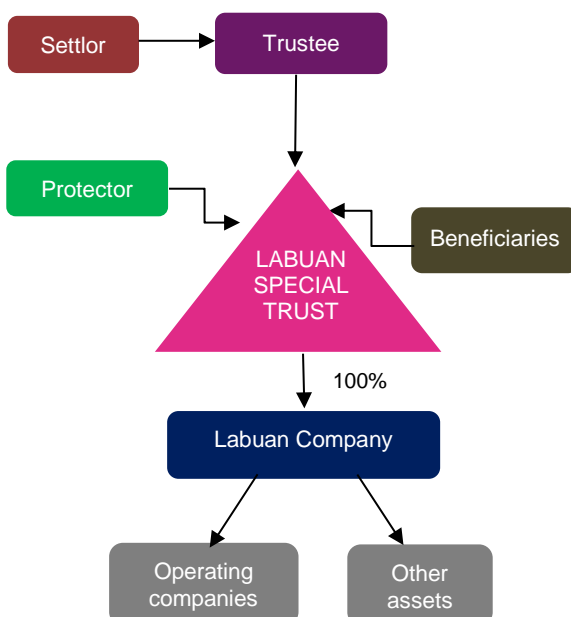 Settlor
Trustee
Protector
Beneficiaries
LABUAN
SPECIAL
TRUST
100%
Labuan Company
Operating
companies
Other
assets